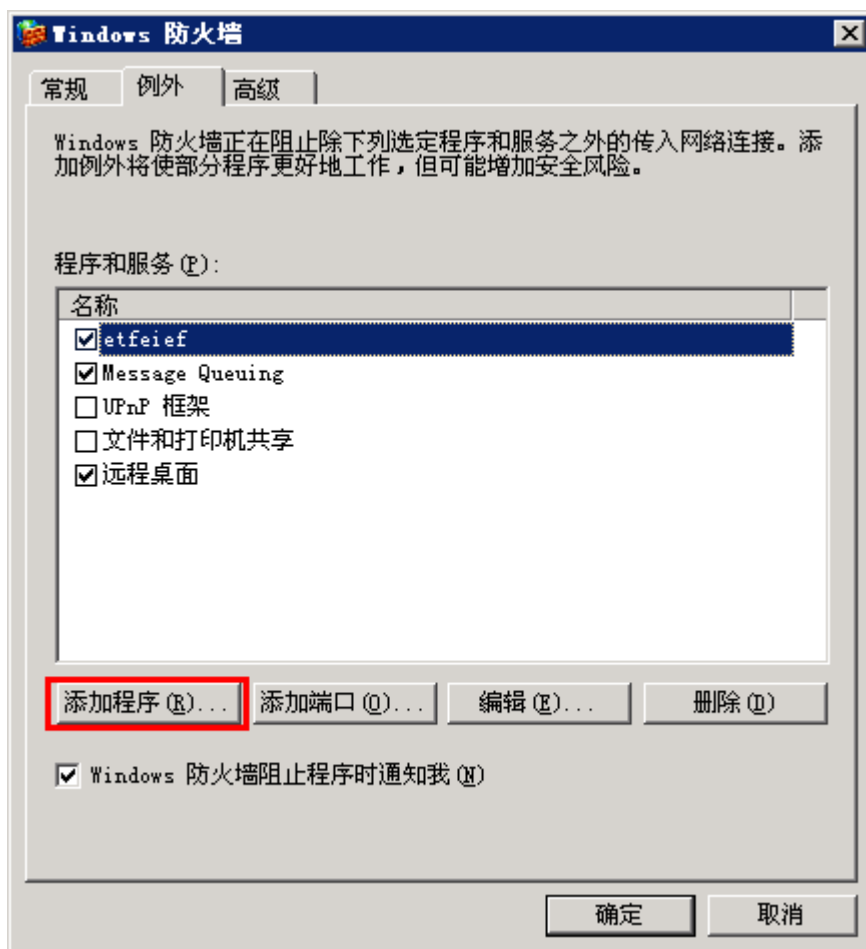 Windows 防火墙
常规 例外 高级
Windows 防火墙正在阻止除下列选定程序和服务之外的传入网络连接。添
加例外将使部分程序更好地工作，但可能增加安全风险。
程序和服务(P):
名称
etfeief
Message Queuing
UPnP 框架
文件和打印机共享
远程桌面
添加程序(R)... 添加端口(O)... 编辑(E)... 删除(D)
Windows 防火墙阻止程序时通知我(N)
确定 取消